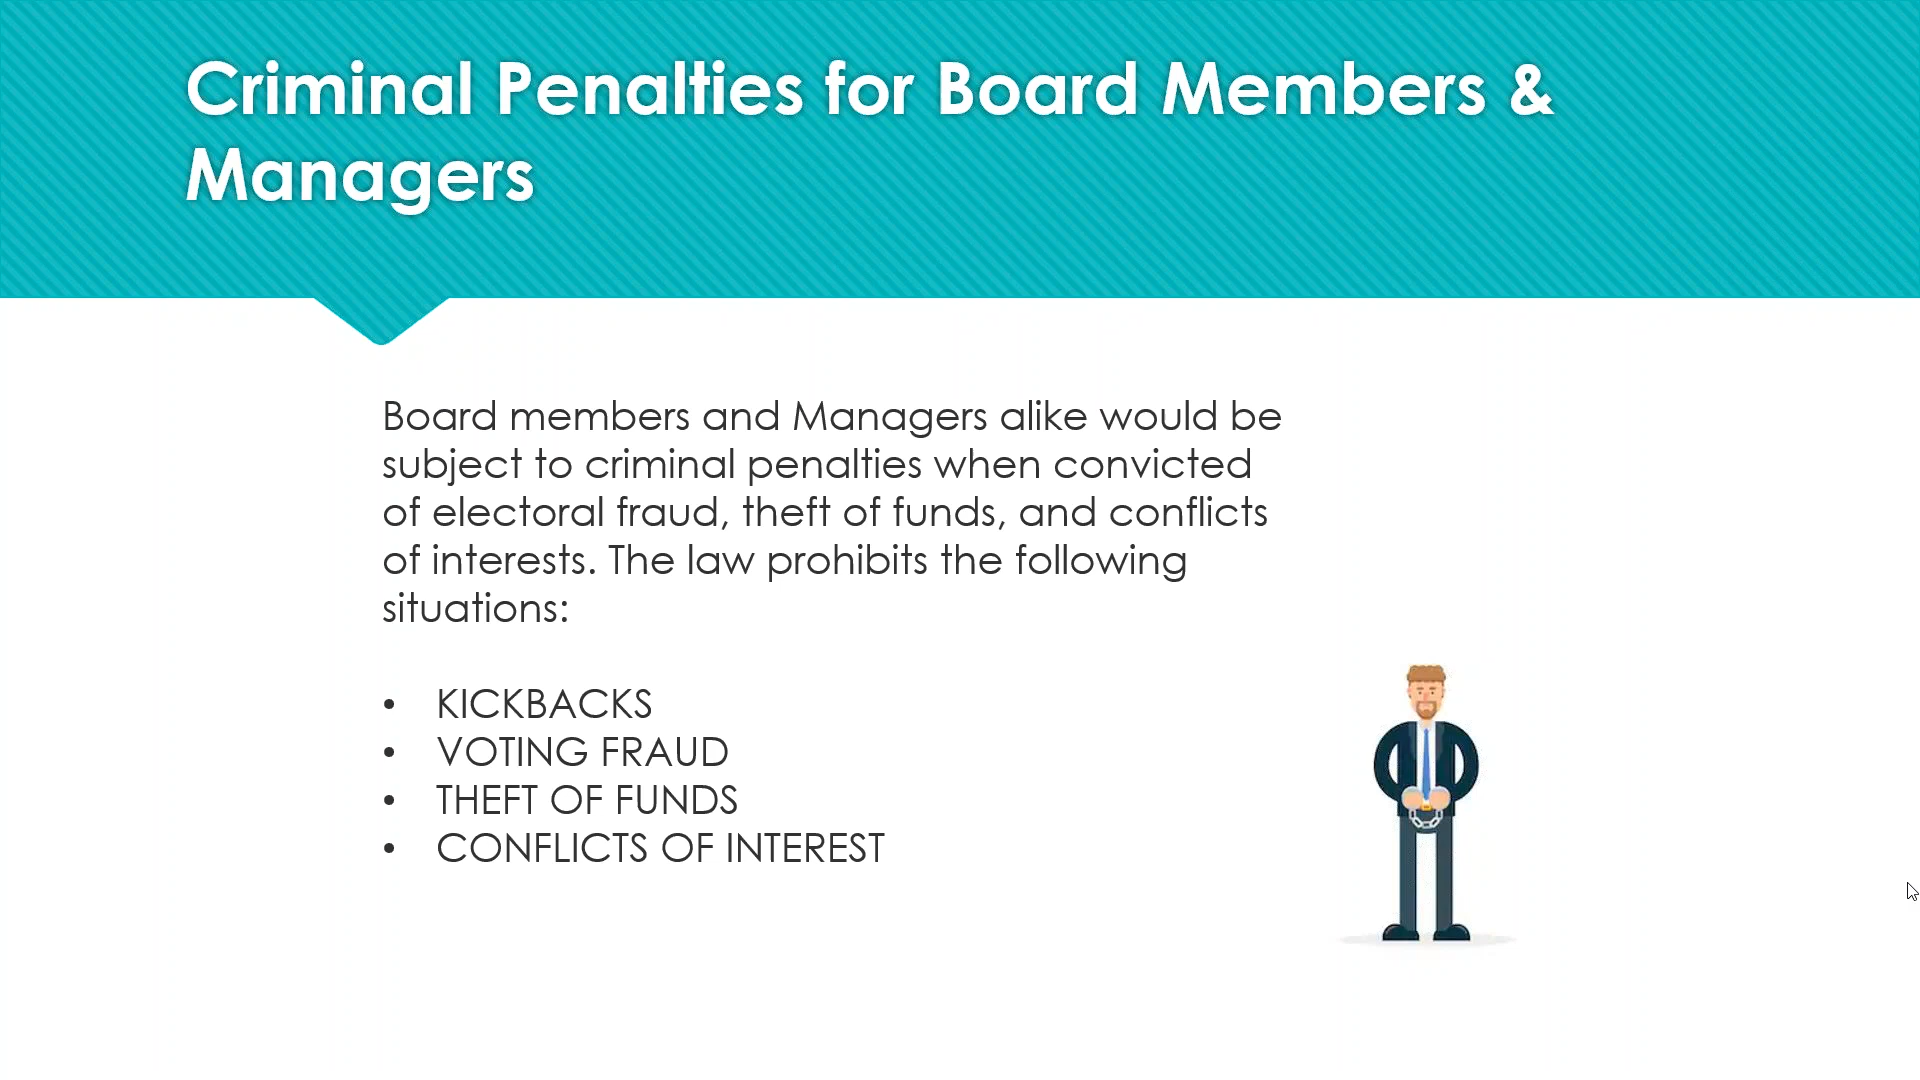 Criminal Penalties for Board Members &
Managers
Board members and Managers alike would be
subject to criminal penalties when convicted
of electoral fraud, theft of funds, and conflicts
of interests. The law prohibits the following
situations:
• KICKBACKS
• VOTING FRAUD
• THEFT OF FUNDS
• CONFLICTS OF INTEREST